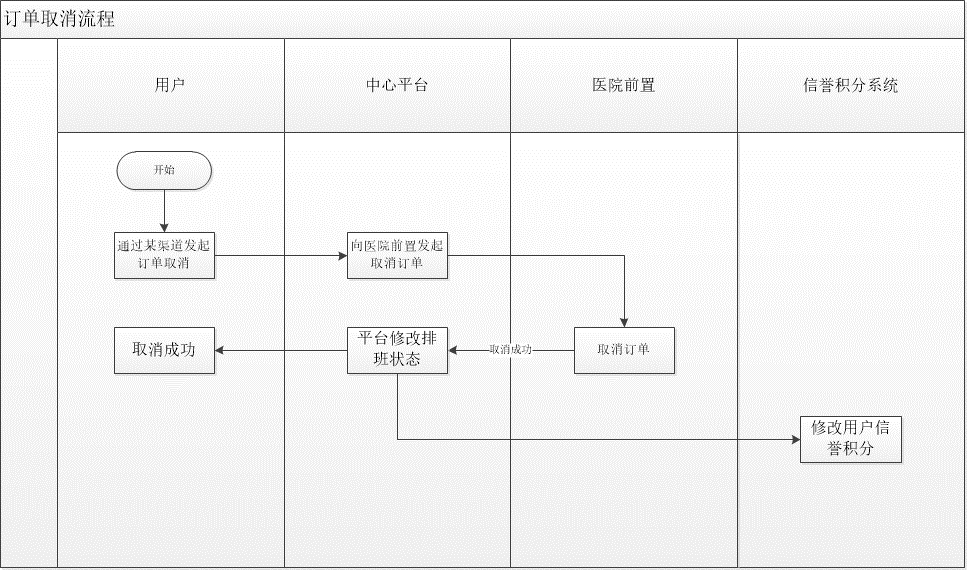 订单取消流程
用户
中心平台
医院前置
信誉积分系统
开始
通过某渠道发起
订单取消
向医院前置发起
取消订单
取消成功
平台修改排
班状态
取消成功
取消订单
修改用户信
誉积分